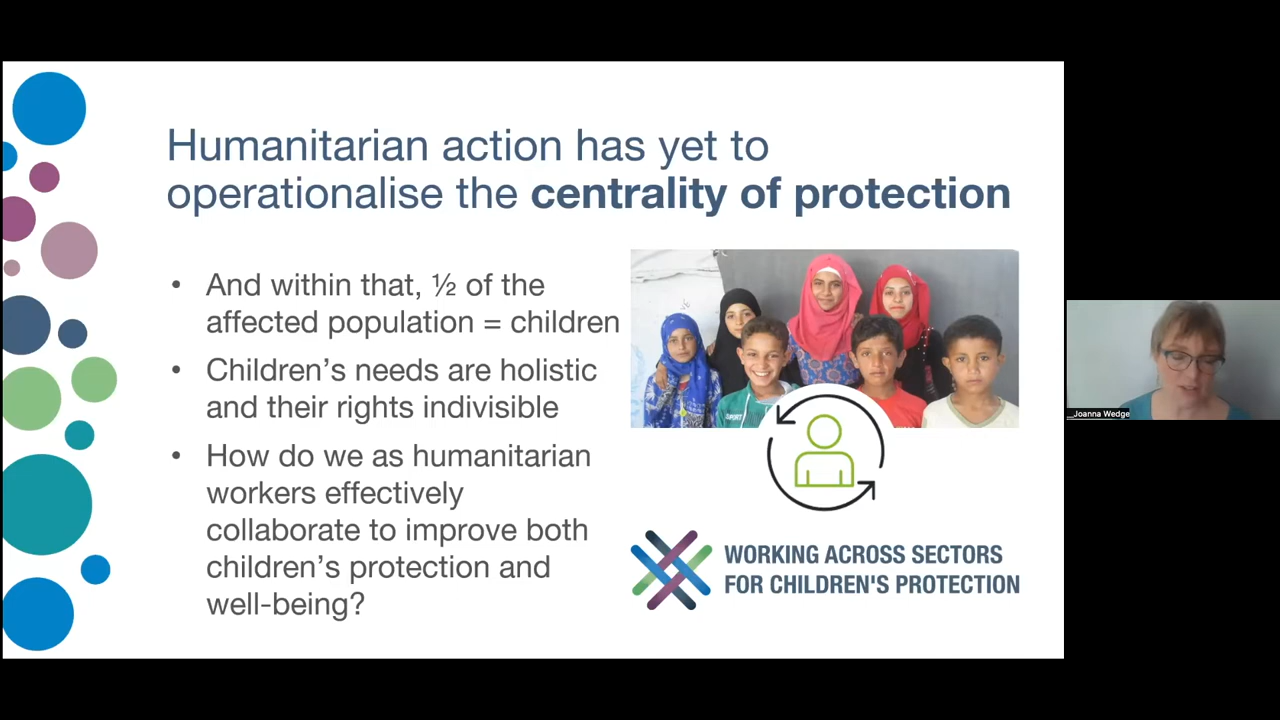 Humanitarian action has yet to
operationalise the centrality of protection
• And within that, ½ of the
affected population = children
• Children’s needs are holistic
and their rights indivisible
• How do we as humanitarian
workers effectively
collaborate to improve both
children’s protection and
well-being?
SPORT
WORKING ACROSS SECTORS
FOR CHILDREN'S PROTECTION
__Joanna Wedge